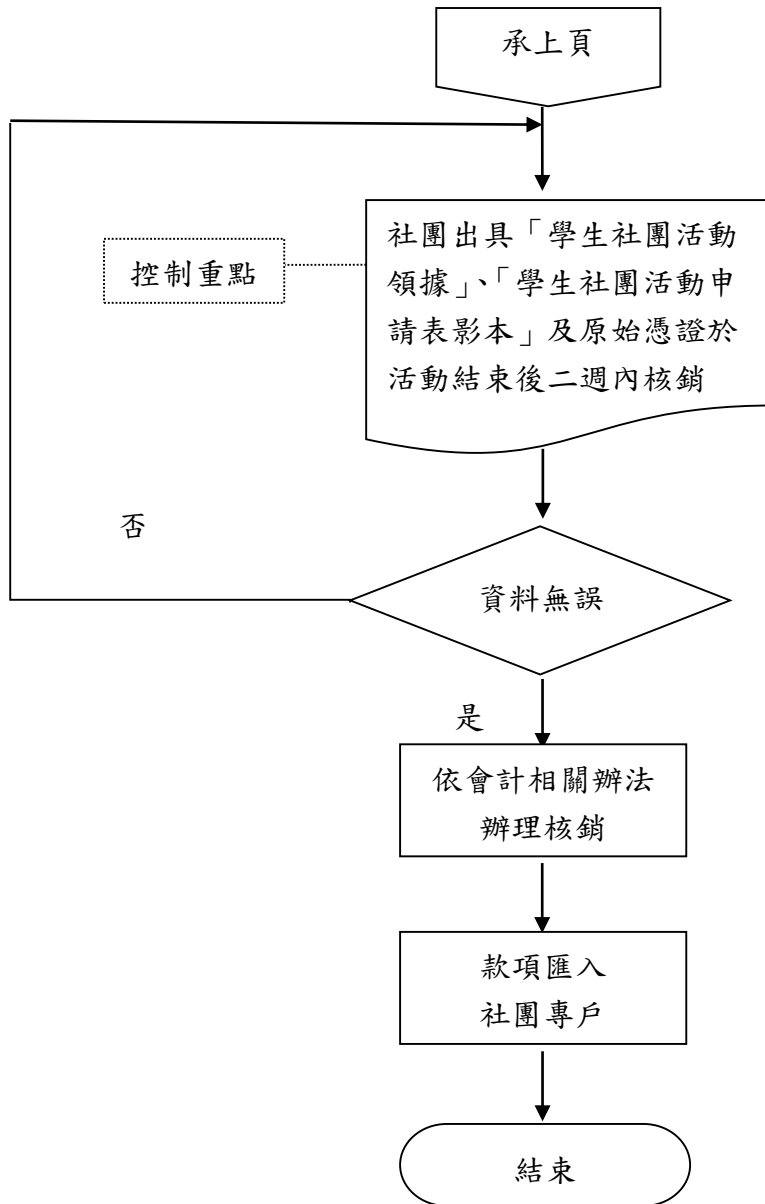 承上頁
社團出具「學生社團活動
領據」、「學生社團活動申
請表影本」及原始憑證於
活動結束後二週內核銷
控制重點
否
資料無誤
是
依會計相關辦法
辦理核銷
款項匯入
社團專戶
結束